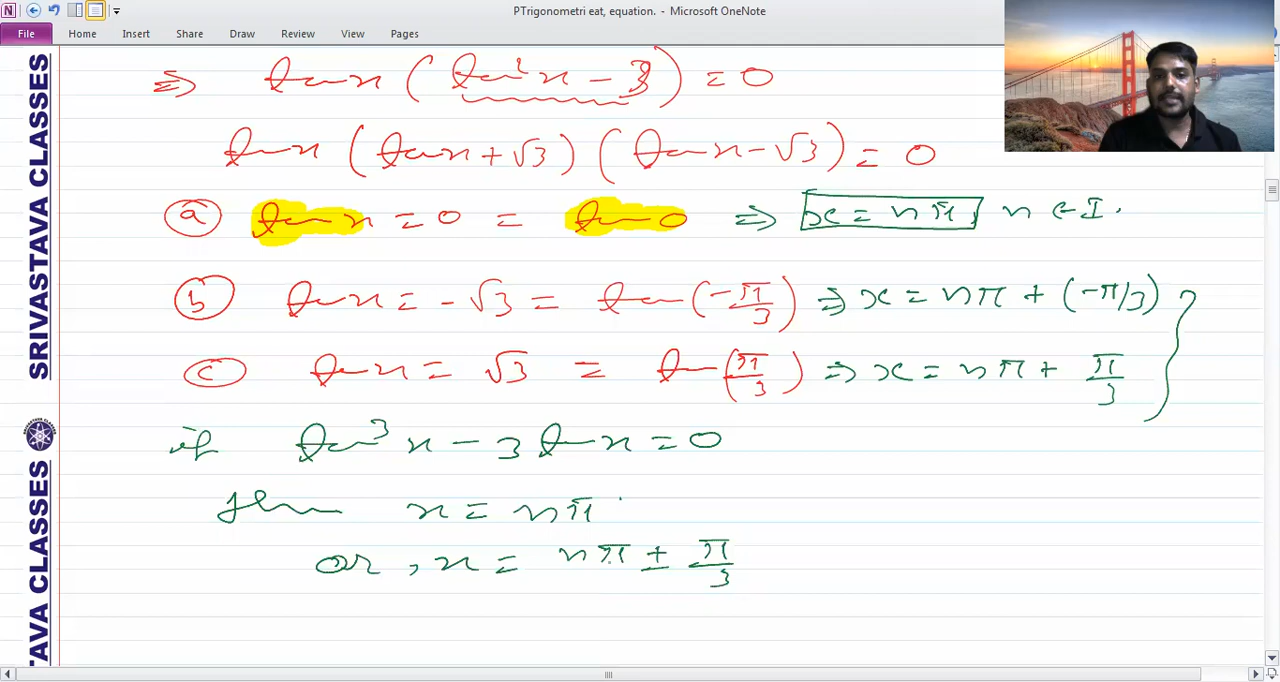 PTrigonometri eat, equation. - Microsoft OneNote
File Home Insert Share Draw Review View Pages
SRIVASTAVA CLASSES
⇒ tan x (tan²x − 3) = 0
tan x (tan x + √3) (tan x − √3) = 0
(a) tan x = 0 = tan 0 ⇒ x = nπ, n ∈ I.
(b) tan x = −√3 = tan(−π/3) ⇒ x = nπ + (−π/3)
(c) tan x = √3 = tan(π/3) ⇒ x = nπ + π/3
if tan³x − 3 tan x = 0
then x = nπ
or, x = nπ ± π/3
TAVA CLASSES